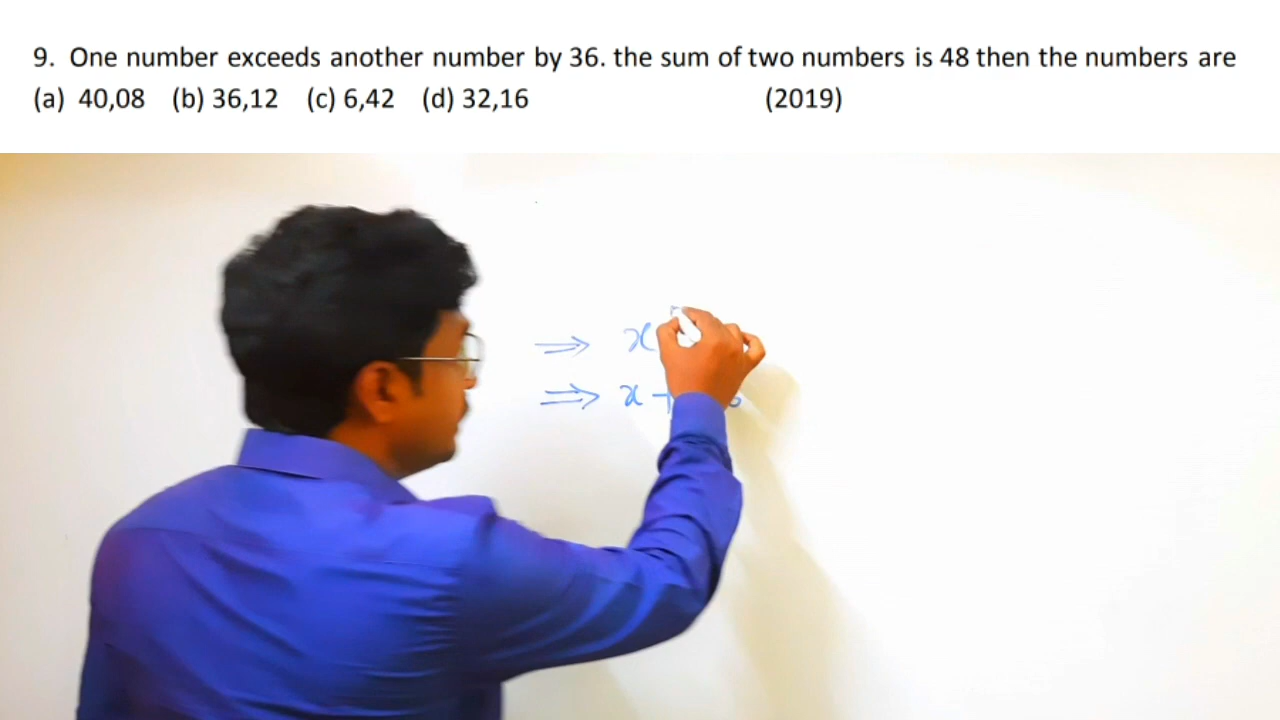 9. One number exceeds another number by 36. the sum of two numbers is 48 then the numbers are
(a) 40,08 (b) 36,12 (c) 6,42 (d) 32,16 (2019)
⇒ x
⇒ x +